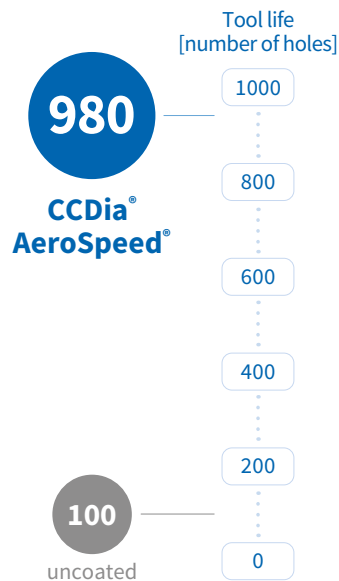 Tool life
[number of holes]
1000
980
CCDia®
AeroSpeed®
800
600
400
200
100
uncoated
0